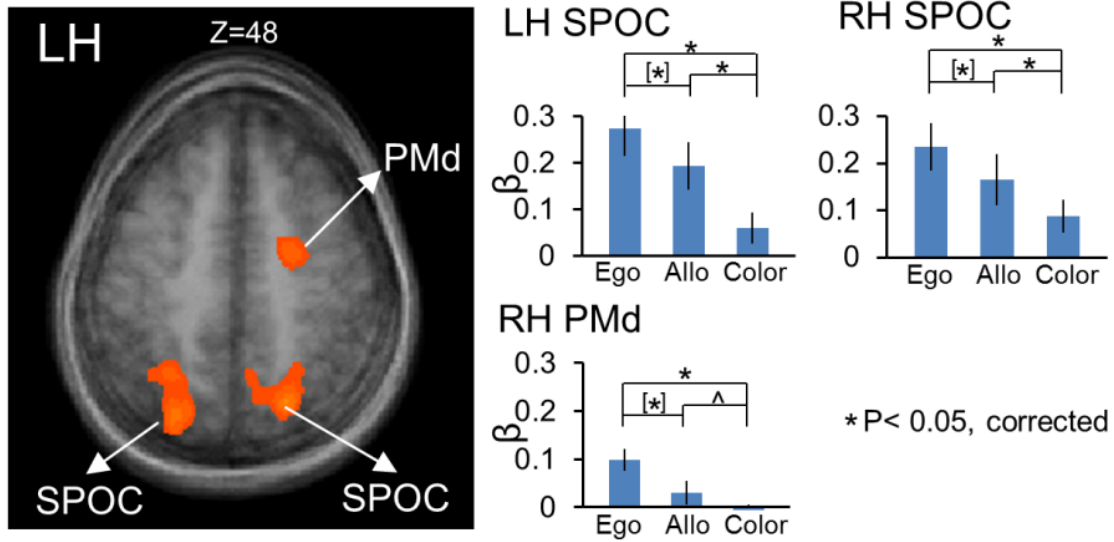 LH
Z=48
PMd
SPOC
SPOC
LH SPOC
*
[*] *
0.3
0.2
0.1
0
β
Ego Allo Color
RH SPOC
*
[*] *
0.3
0.2
0.1
0
Ego Allo Color
RH PMd
*
[*] ^
0.3
0.2
0.1
0
β
Ego Allo Color
*P< 0.05, corrected